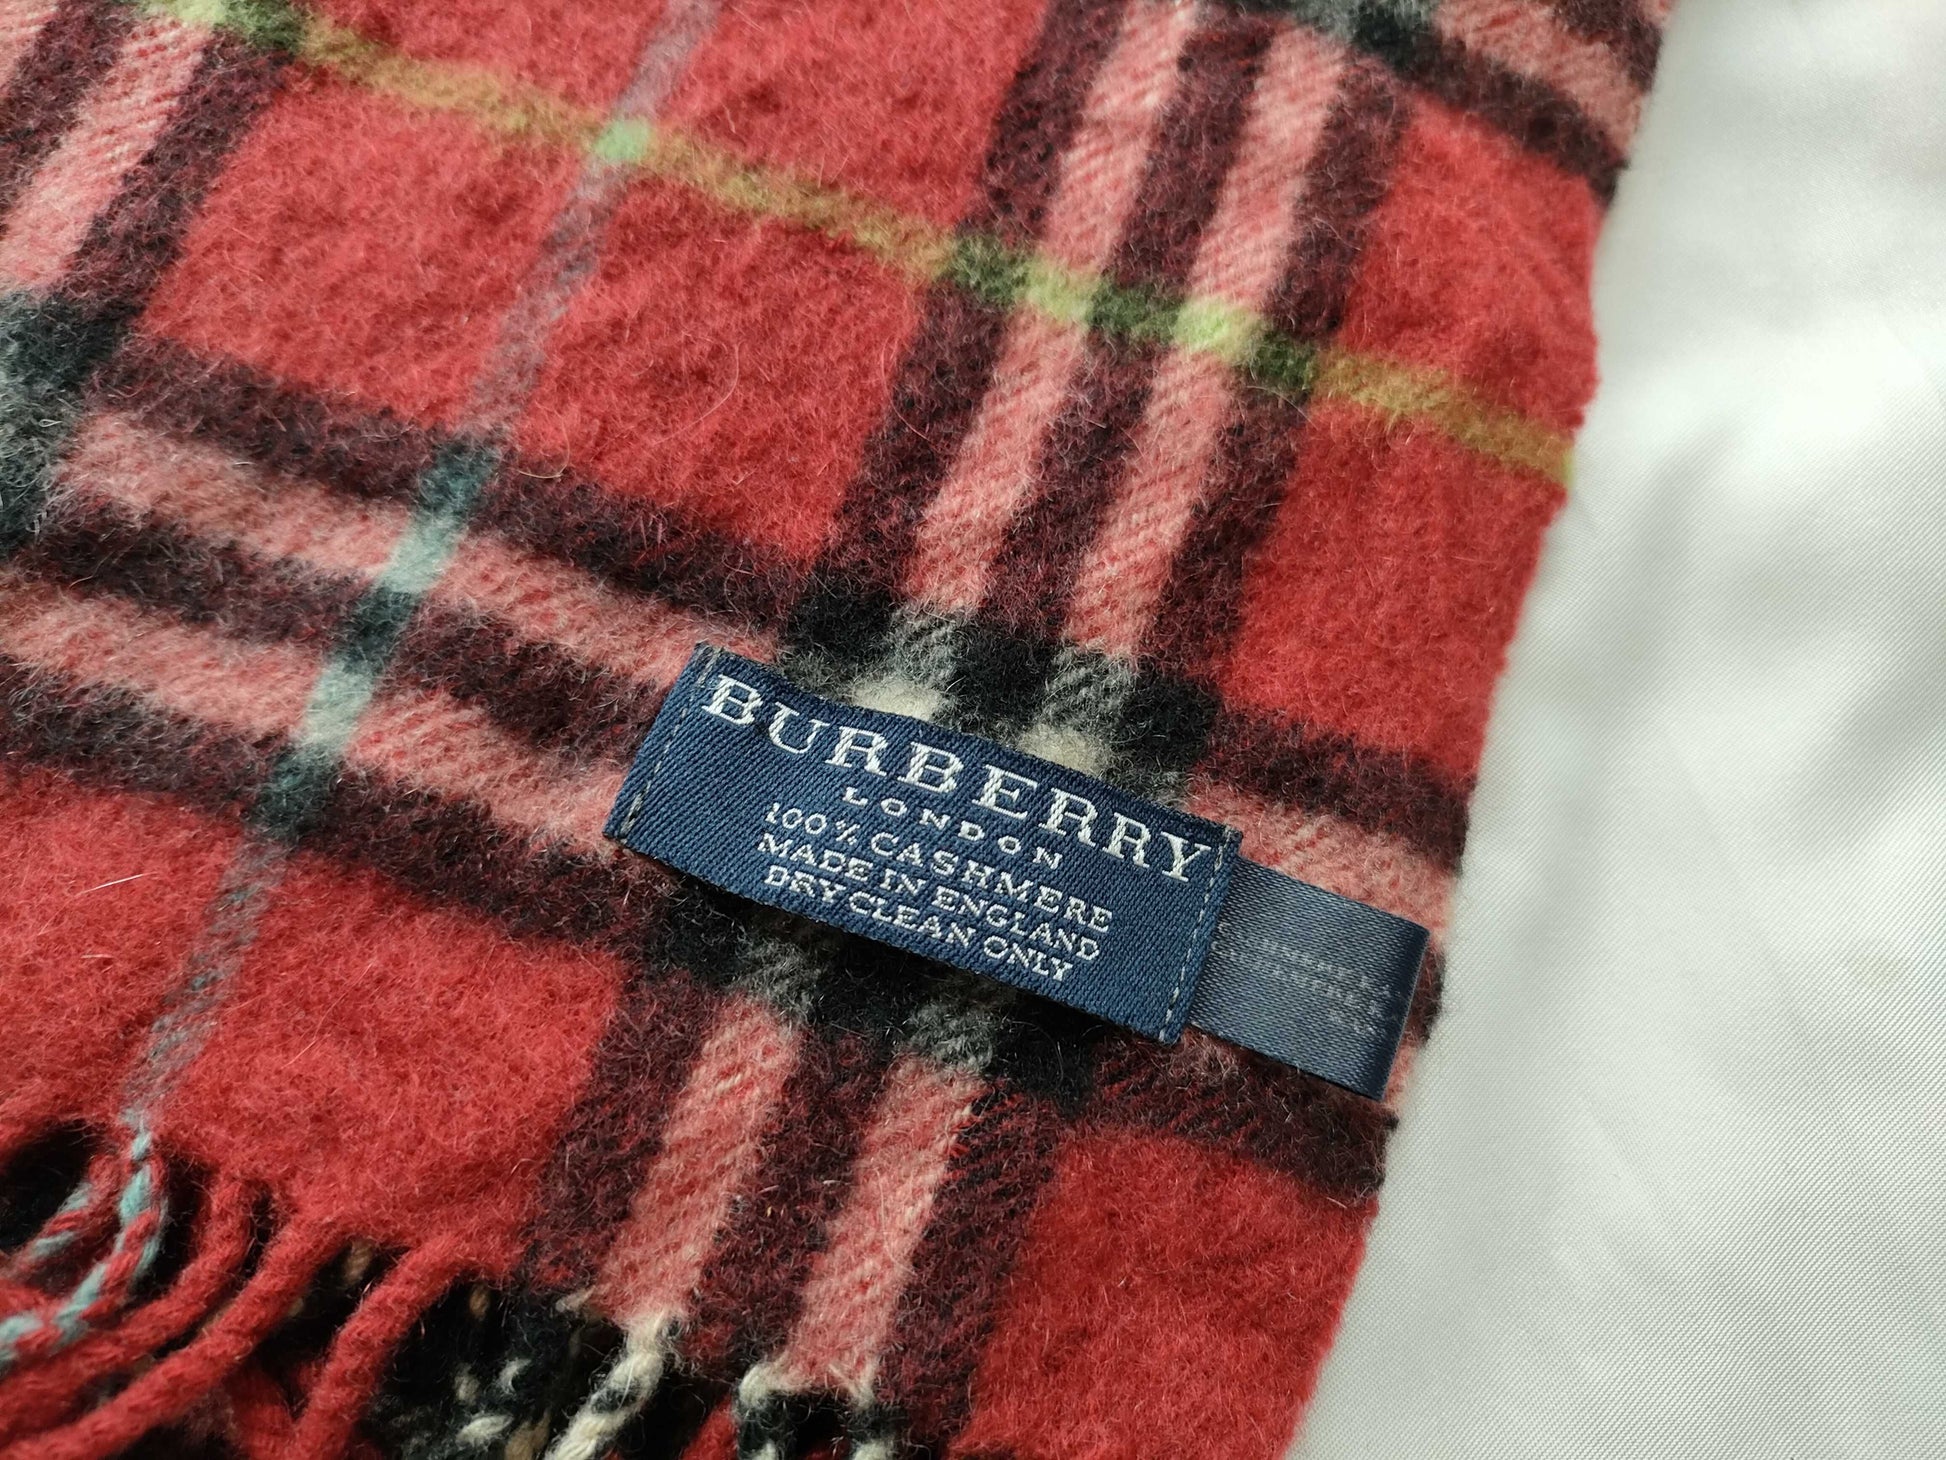 BURBERRY
LONDON
100% CASHMERE
MADE IN ENGLAND
DRY CLEAN ONLY